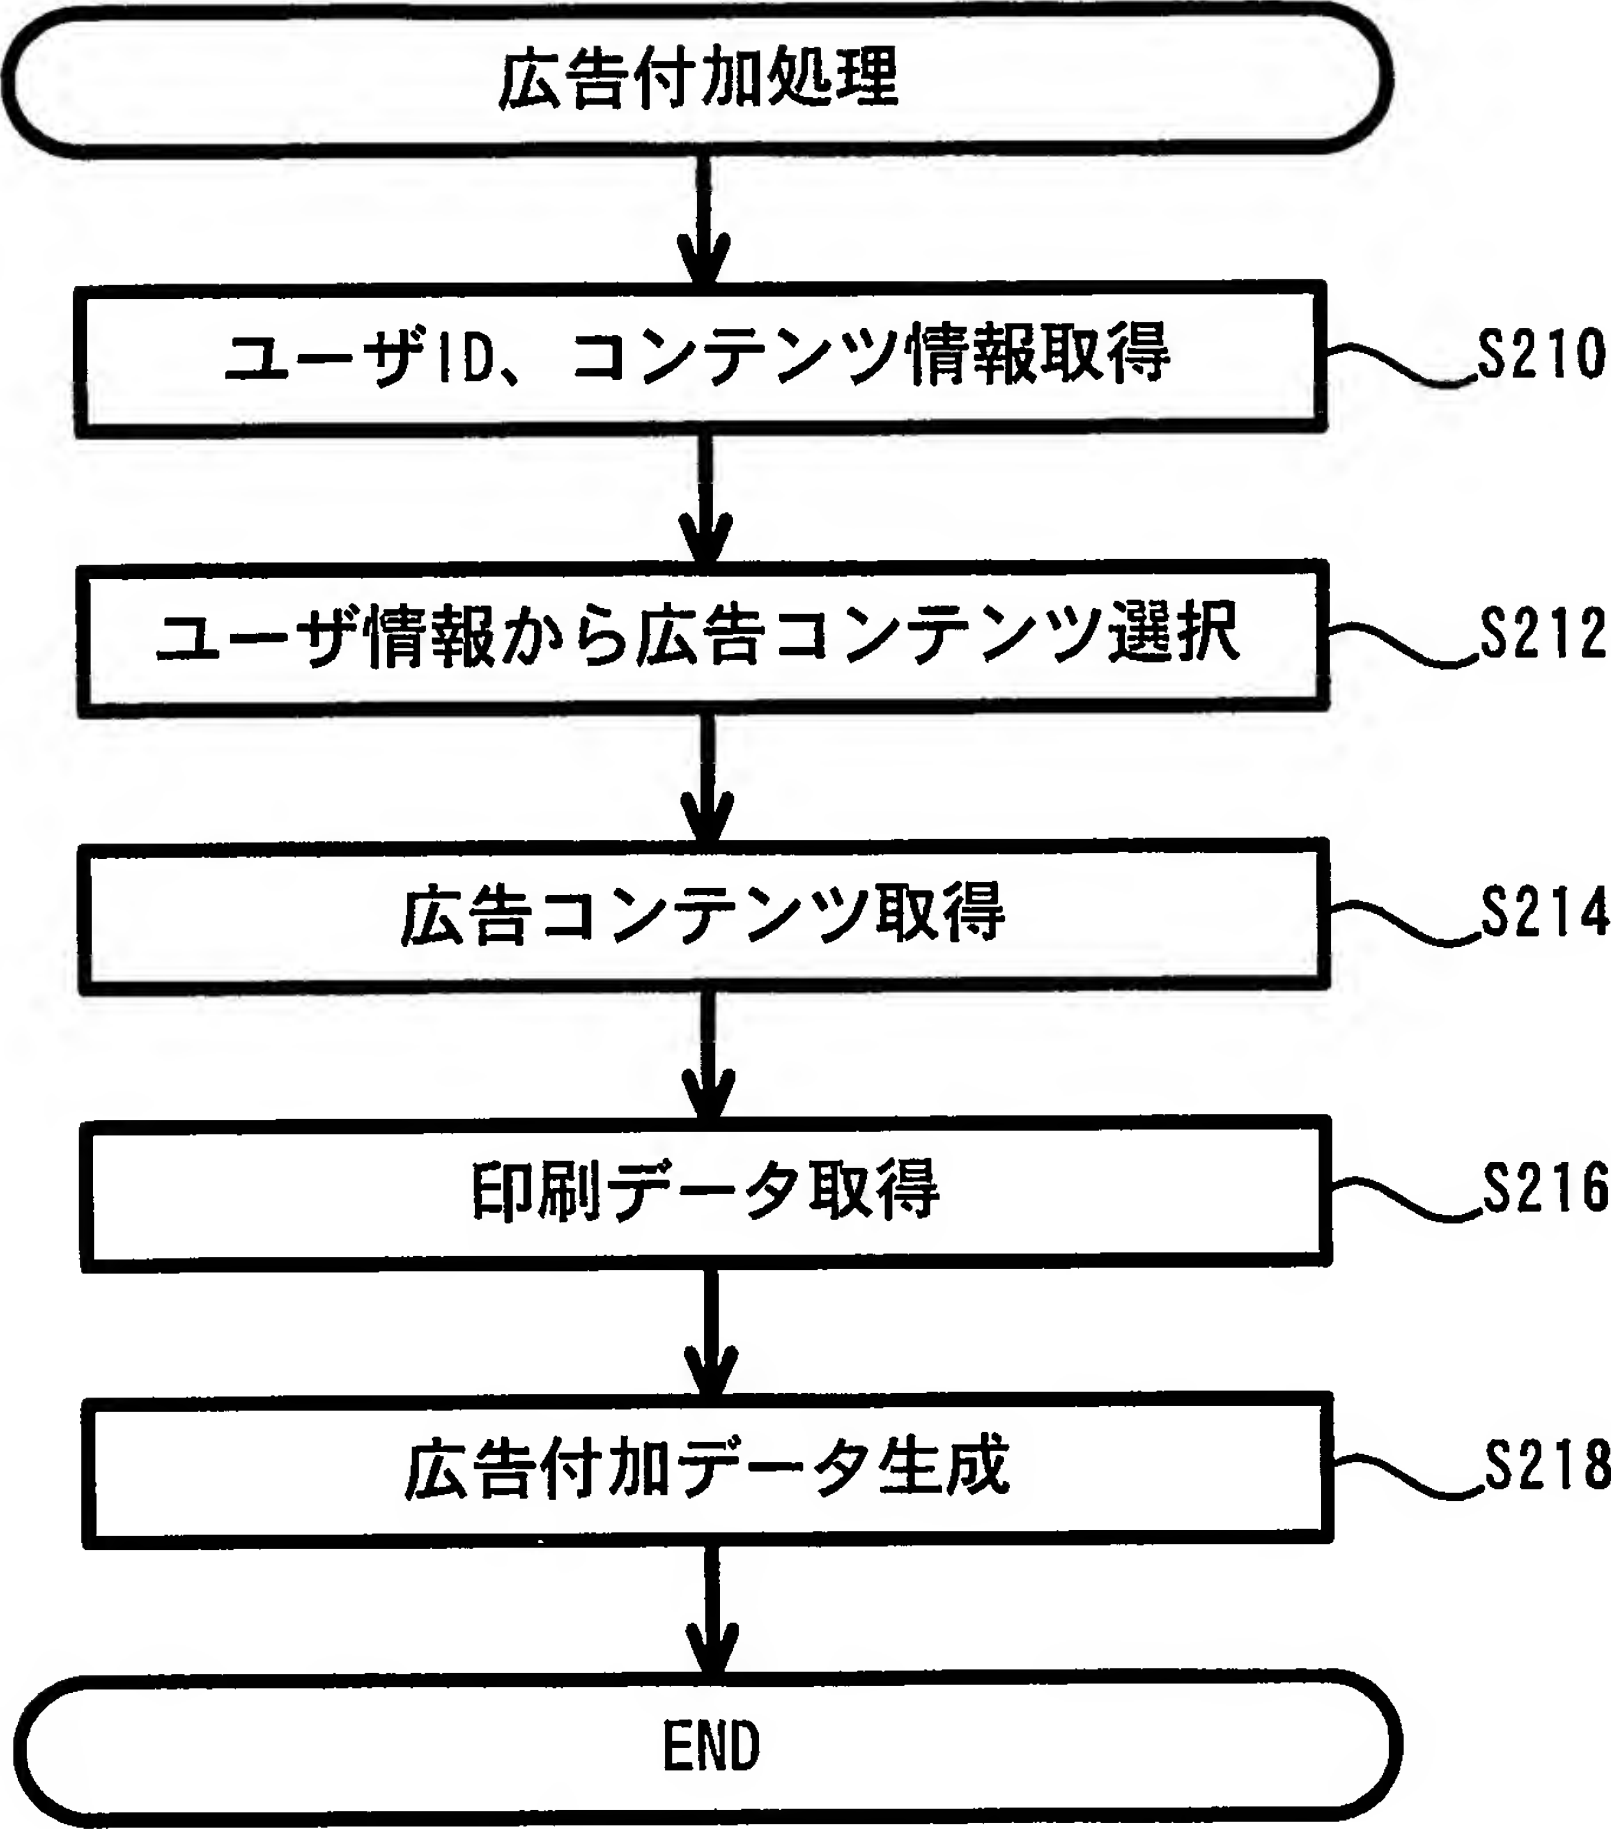 広告付加処理
ユーザID、コンテンツ情報取得
S210
ユーザ情報から広告コンテンツ選択
S212
広告コンテンツ取得
S214
印刷データ取得
S216
広告付加データ生成
S218
END